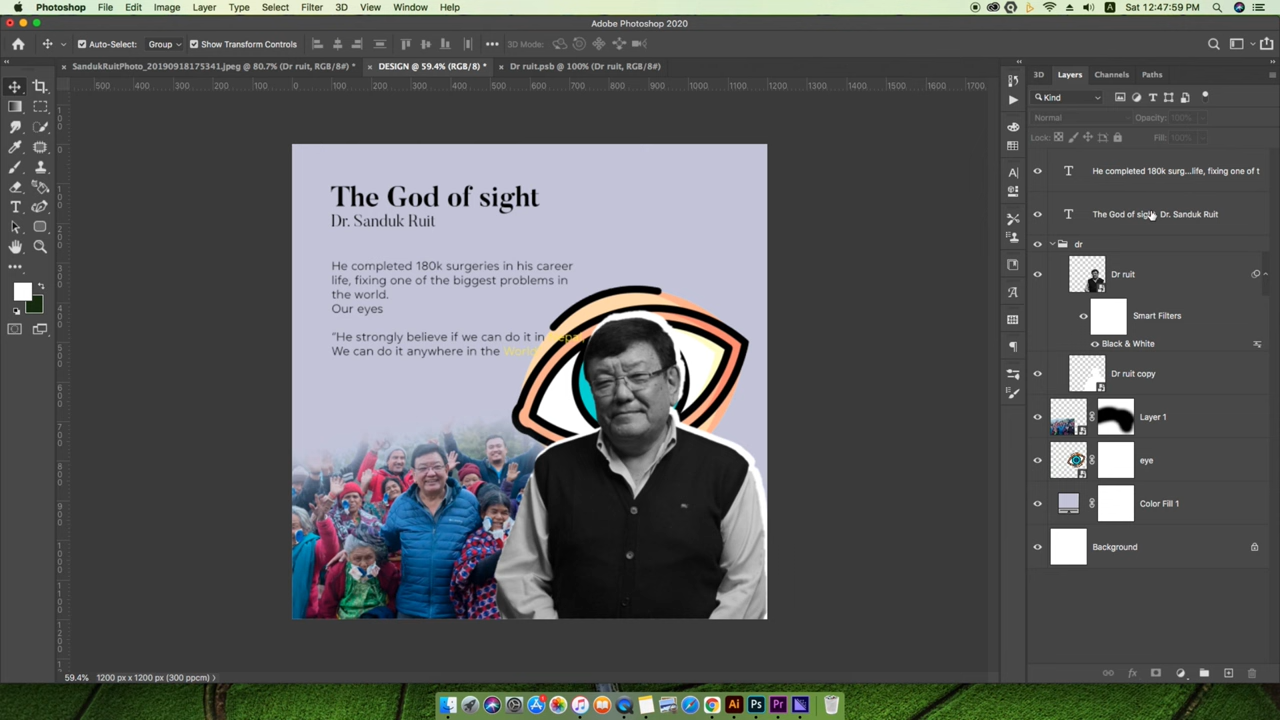 Photoshop File Edit Image Layer Type Select Filter 3D View Window Help
Sat 12:47:59 PM
Adobe Photoshop 2020
Auto-Select: Group Show Transform Controls 3D Mode:
SandukRuitPhoto_20190918175341.jpeg @ 80.7% (Dr ruit, RGB/8#) *
DESIGN @ 59.4% (RGB/8) *
Dr ruit.psb @ 100% (Dr ruit, RGB/8#)
500 400 300 200 100 0 100 200 300 400 500 600 700 800 900 1000 1100 1200 1300 1400 1500 1600 1700
The God of sight
Dr. Sanduk Ruit
He completed 180k surgeries in his career
life, fixing one of the biggest problems in
the world.
Our eyes
"He strongly believe if we can do it in
We can do it anywhere in the World
3D Layers Channels Paths
Kind
Normal Opacity: 100%
Lock: Fill: 100%
He completed 180k surg...life, fixing one of t
The God of sight Dr. Sanduk Ruit
dr
Dr ruit
Smart Filters
Black & White
Dr ruit copy
Layer 1
eye
Color Fill 1
Background
59.4% 1200 px x 1200 px (300 ppcm)
Ai Ps Pr